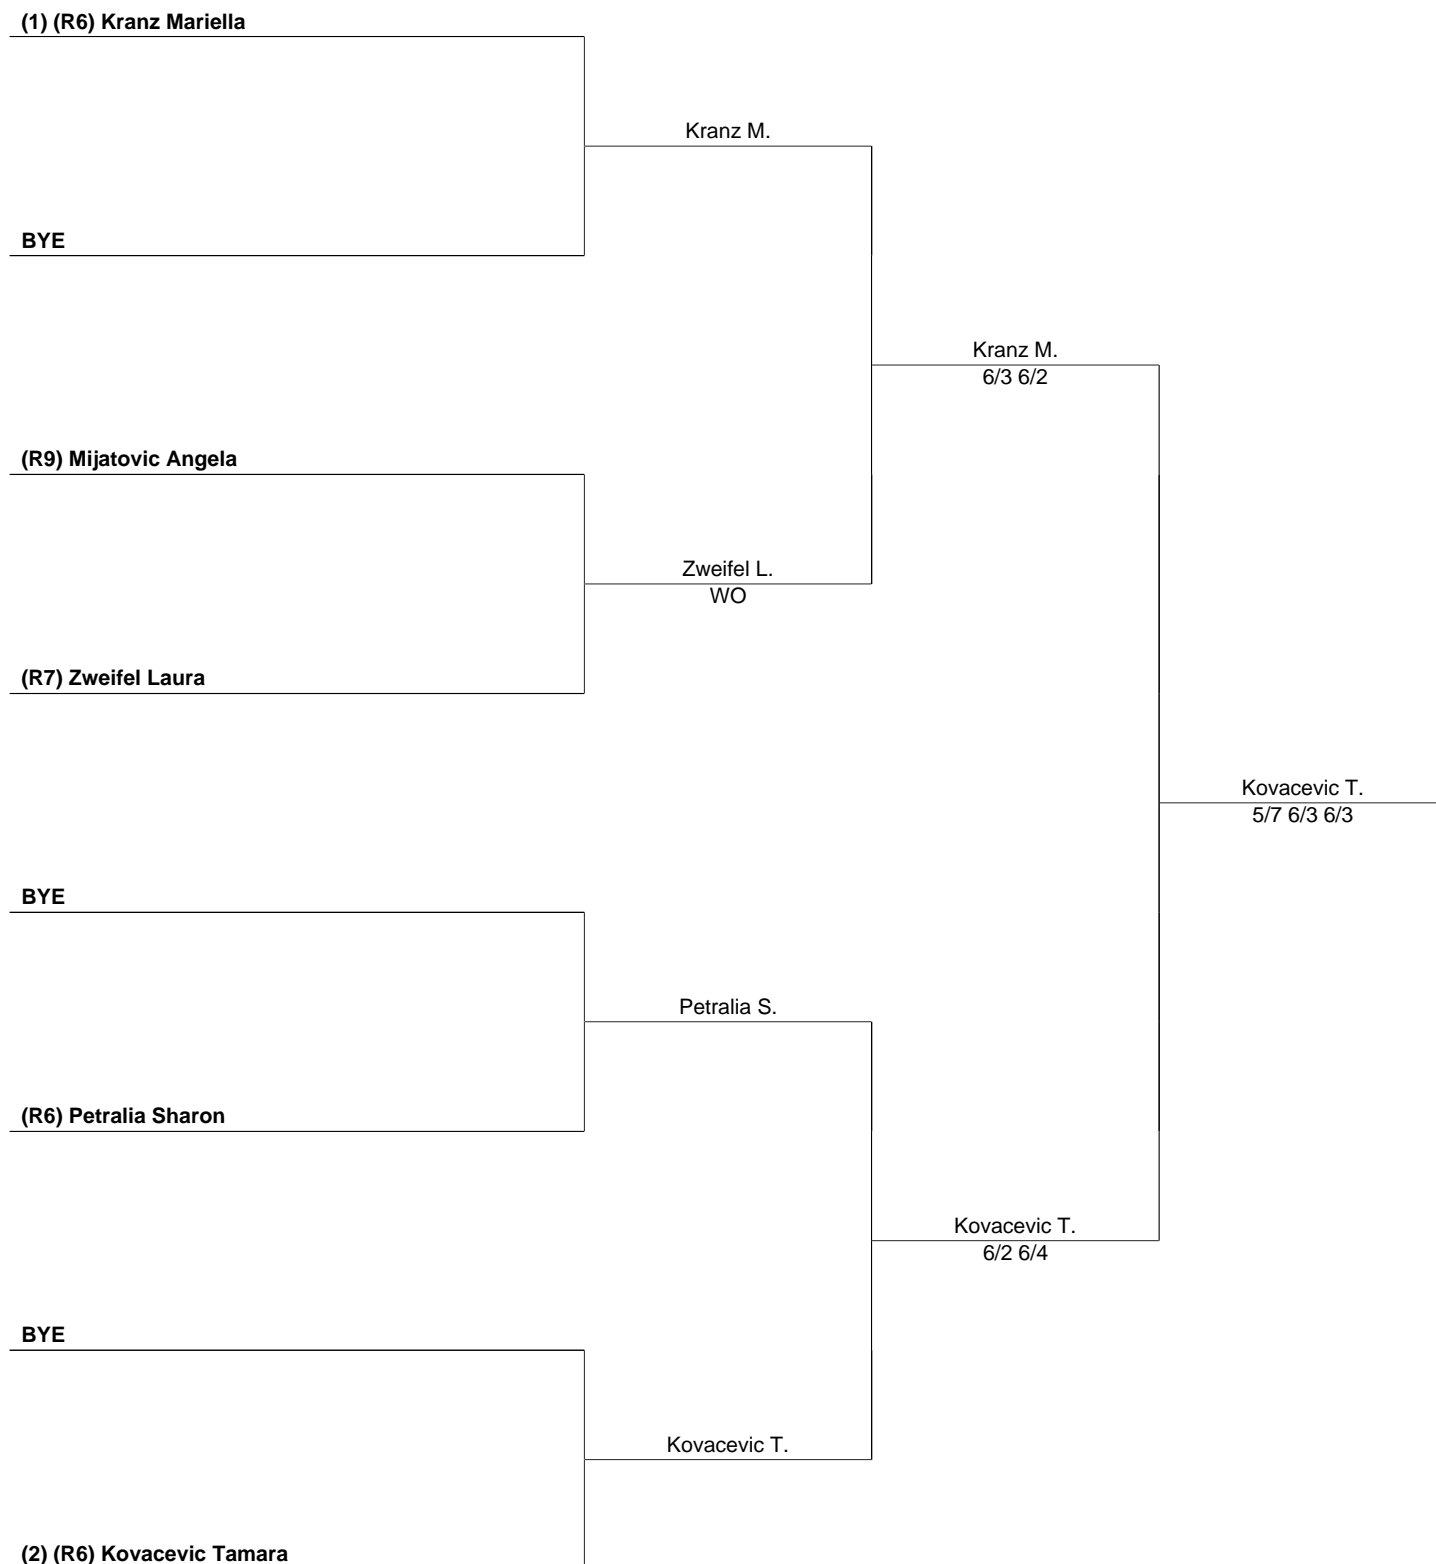 (1) (R6) Kranz Mariella
Kranz M.
BYE
Kranz M.
6/3 6/2
(R9) Mijatovic Angela
Zweifel L.
WO
(R7) Zweifel Laura
Kovacevic T.
5/7 6/3 6/3
BYE
Petralia S.
(R6) Petralia Sharon
Kovacevic T.
6/2 6/4
BYE
Kovacevic T.
(2) (R6) Kovacevic Tamara